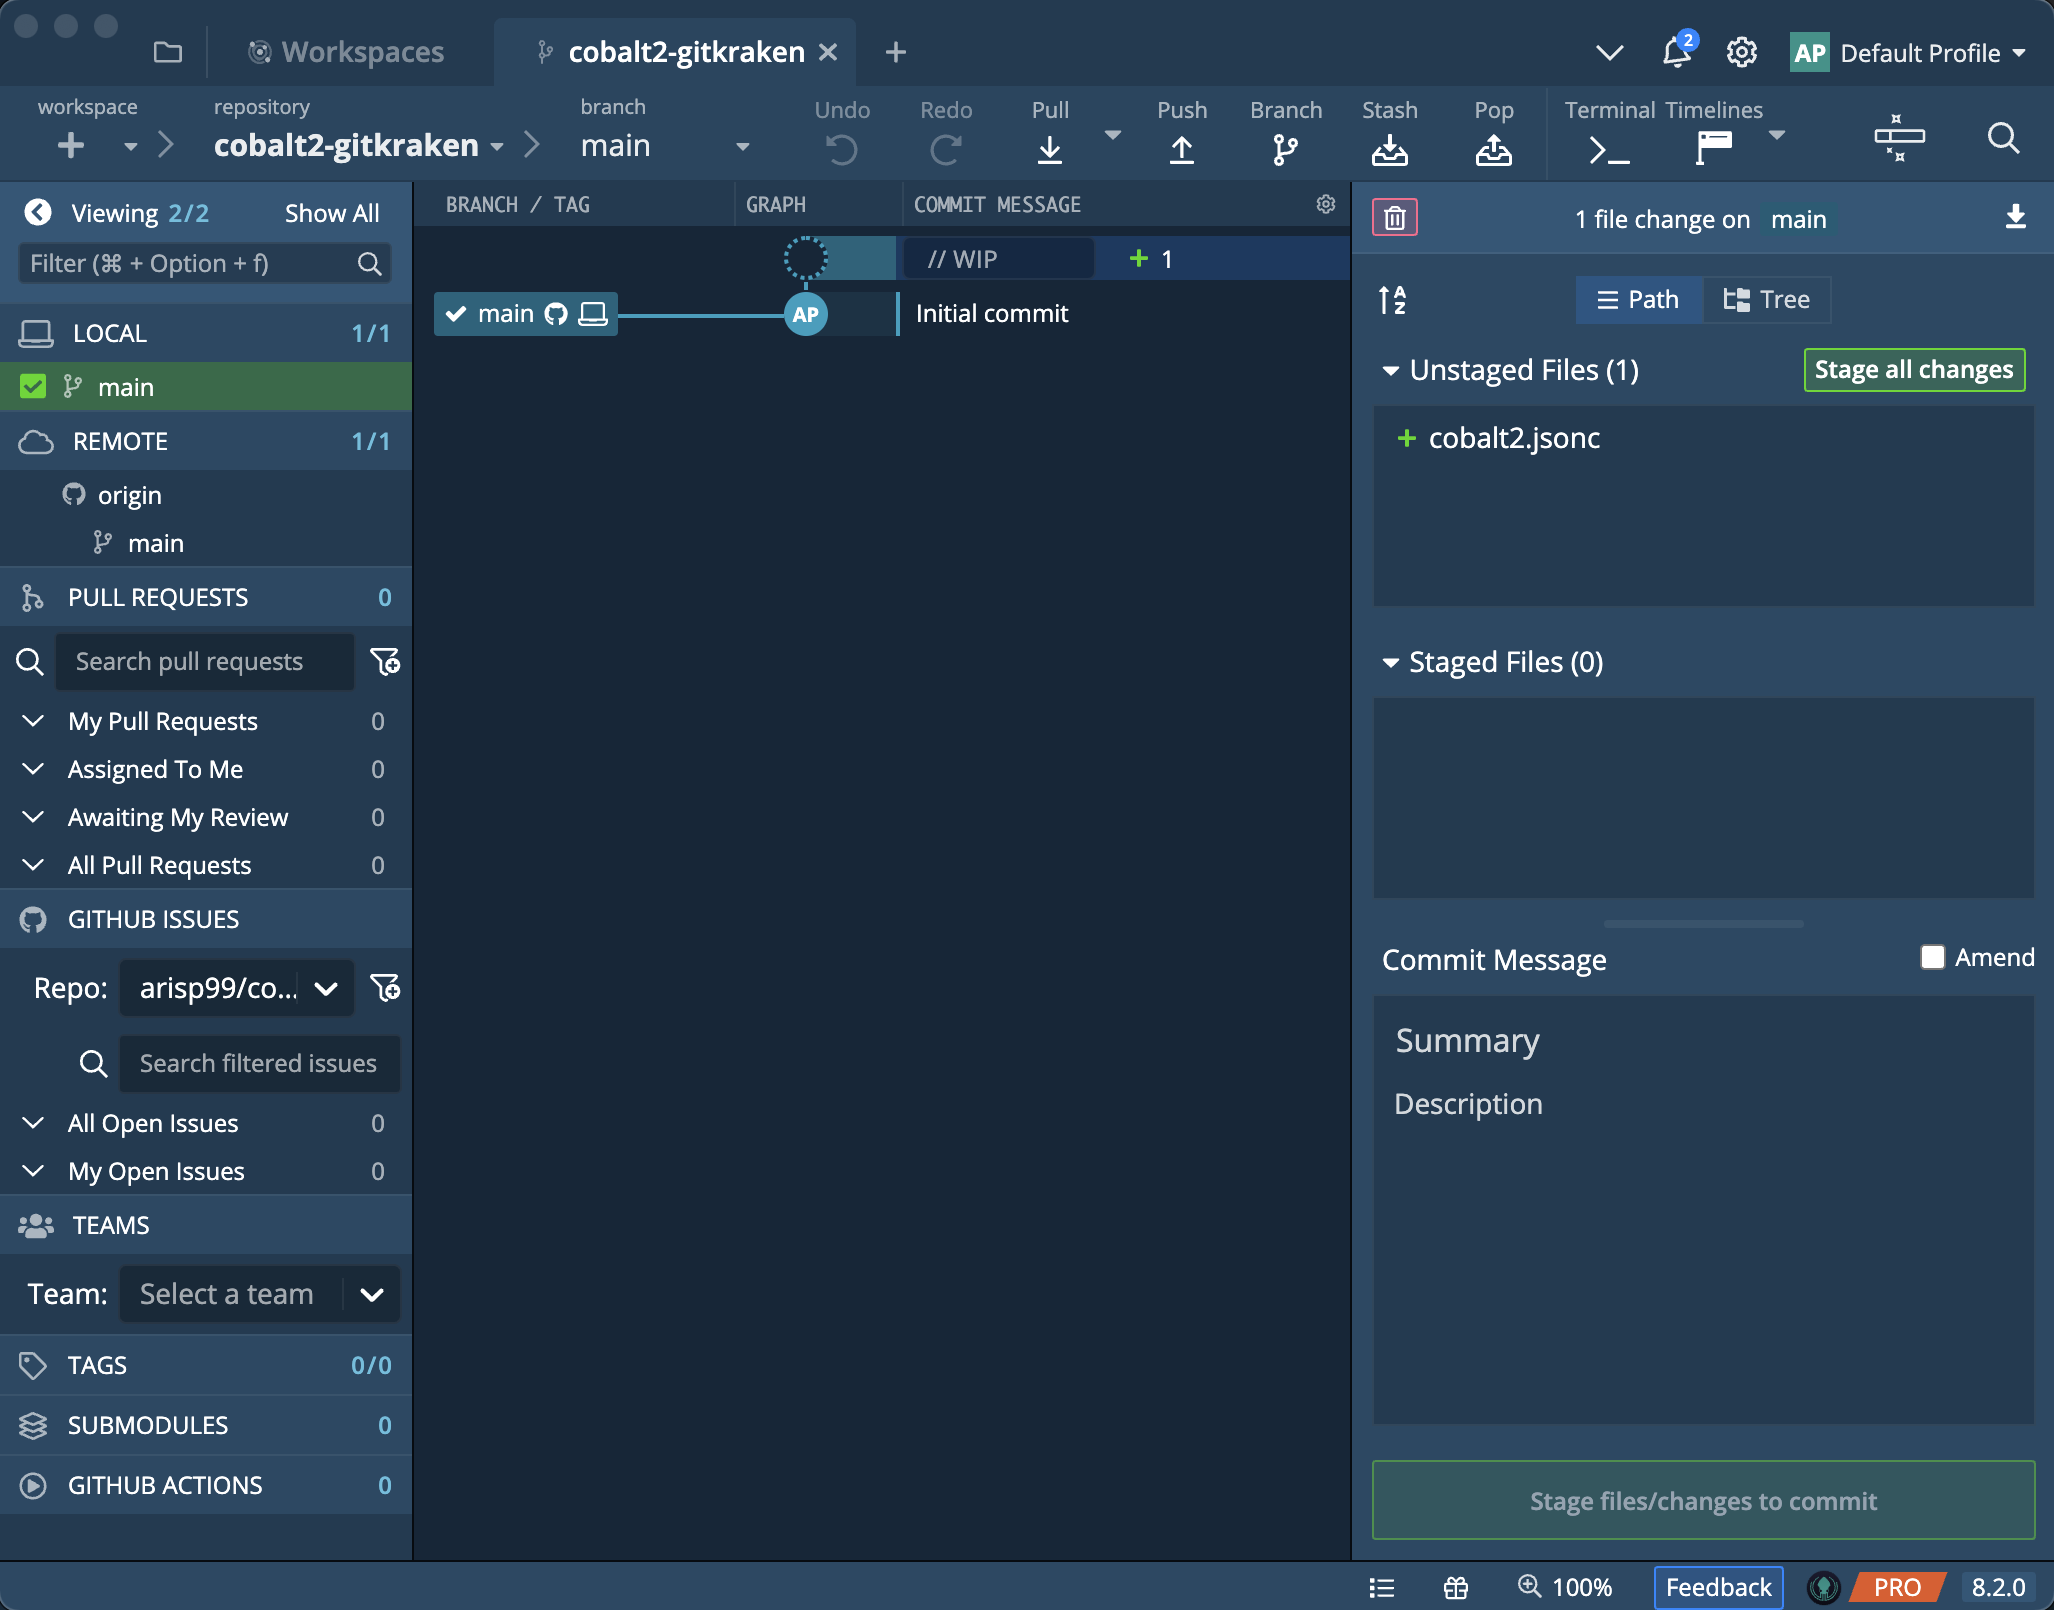 Workspaces
cobalt2-gitkraken
2
AP Default Profile
workspace
repository
cobalt2-gitkraken
branch
main
Undo
Redo
Pull
Push
Branch
Stash
Pop
Terminal
Timelines
Viewing 2/2
Show All
Filter (⌘ + Option + f)
LOCAL 1/1
main
REMOTE 1/1
origin
main
PULL REQUESTS 0
Search pull requests
My Pull Requests 0
Assigned To Me 0
Awaiting My Review 0
All Pull Requests 0
GITHUB ISSUES
Repo: arisp99/co...
Search filtered issues
All Open Issues 0
My Open Issues 0
TEAMS
Team: Select a team
TAGS 0/0
SUBMODULES 0
GITHUB ACTIONS 0
BRANCH / TAG
GRAPH
COMMIT MESSAGE
// WIP
+ 1
main
AP
Initial commit
1 file change on main
A
Z
Path
Tree
Unstaged Files (1)
Stage all changes
+ cobalt2.jsonc
Staged Files (0)
Commit Message
Amend
Summary
Description
Stage files/changes to commit
100%
Feedback
PRO
8.2.0